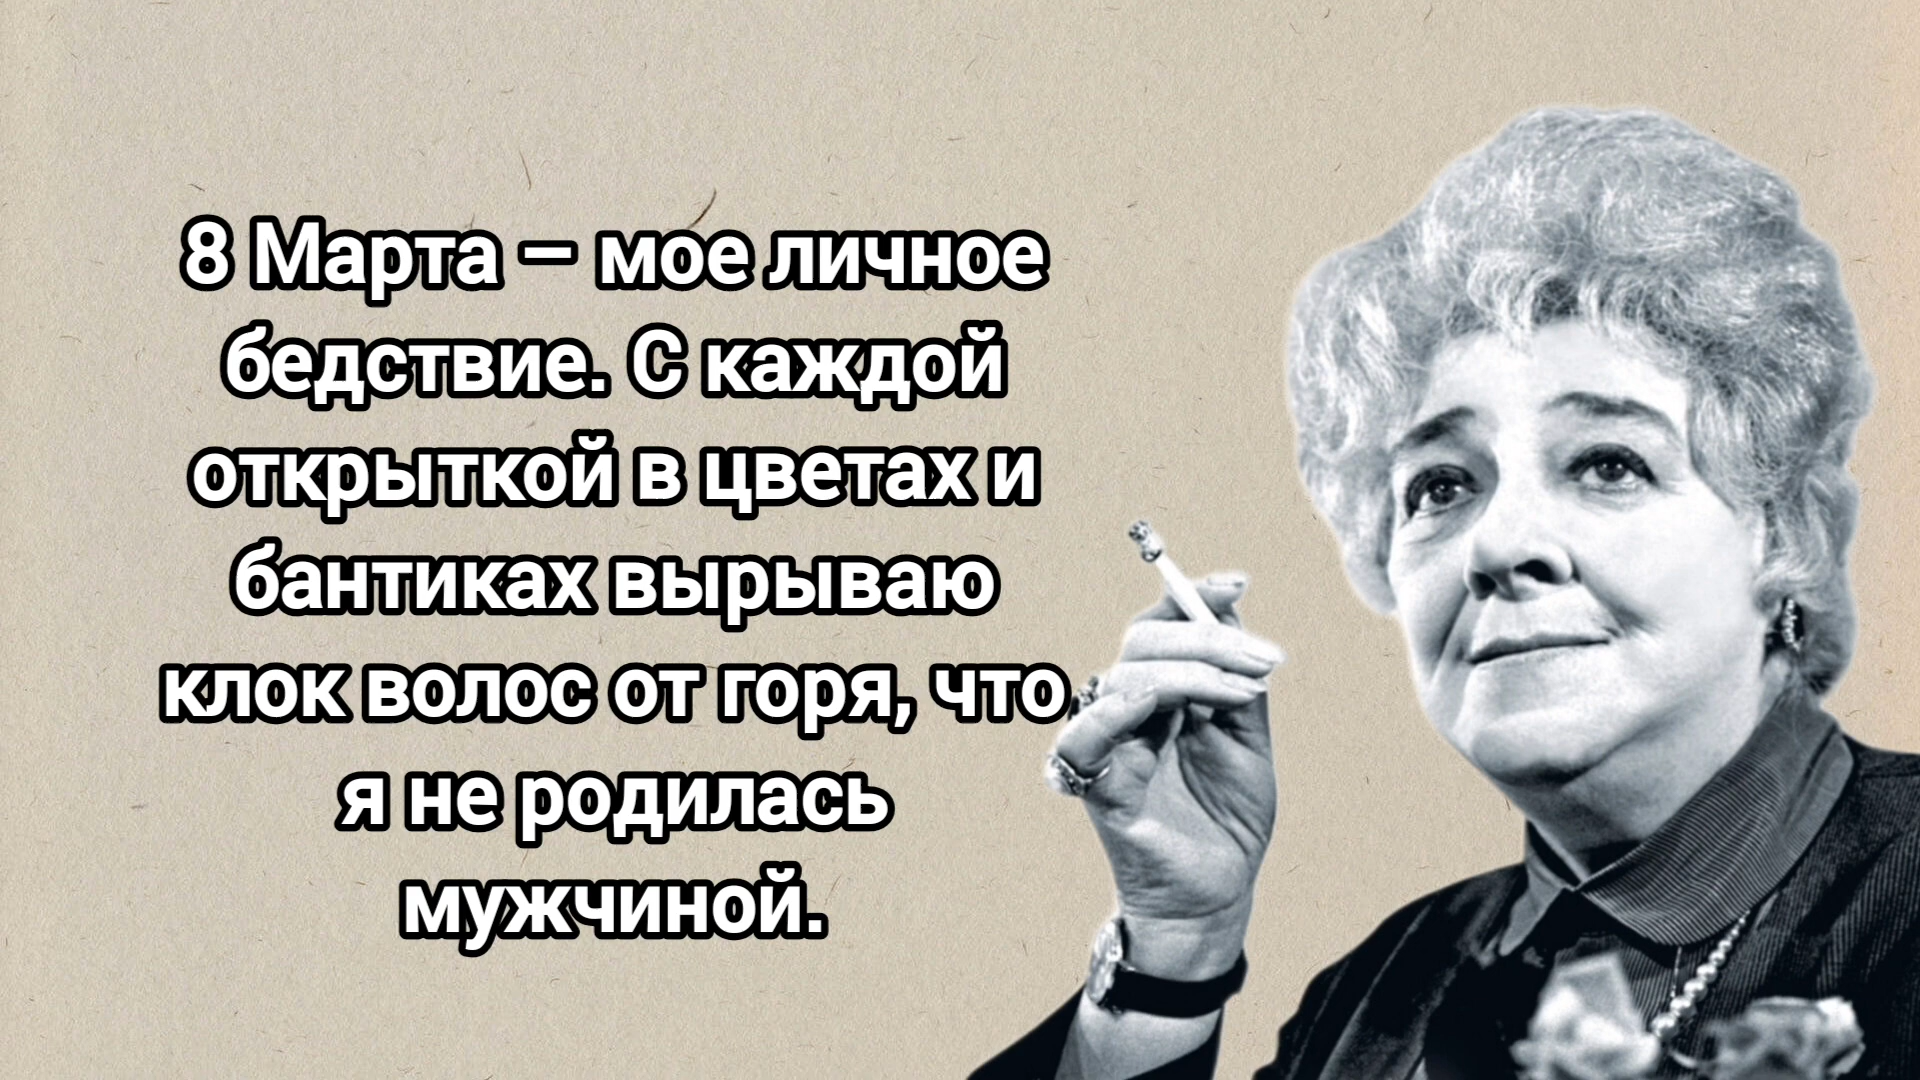 8 Марта – мое личное
бедствие. С каждой
открыткой в цветах и
бантиках вырываю
клок волос от горя, что
я не родилась
мужчиной.